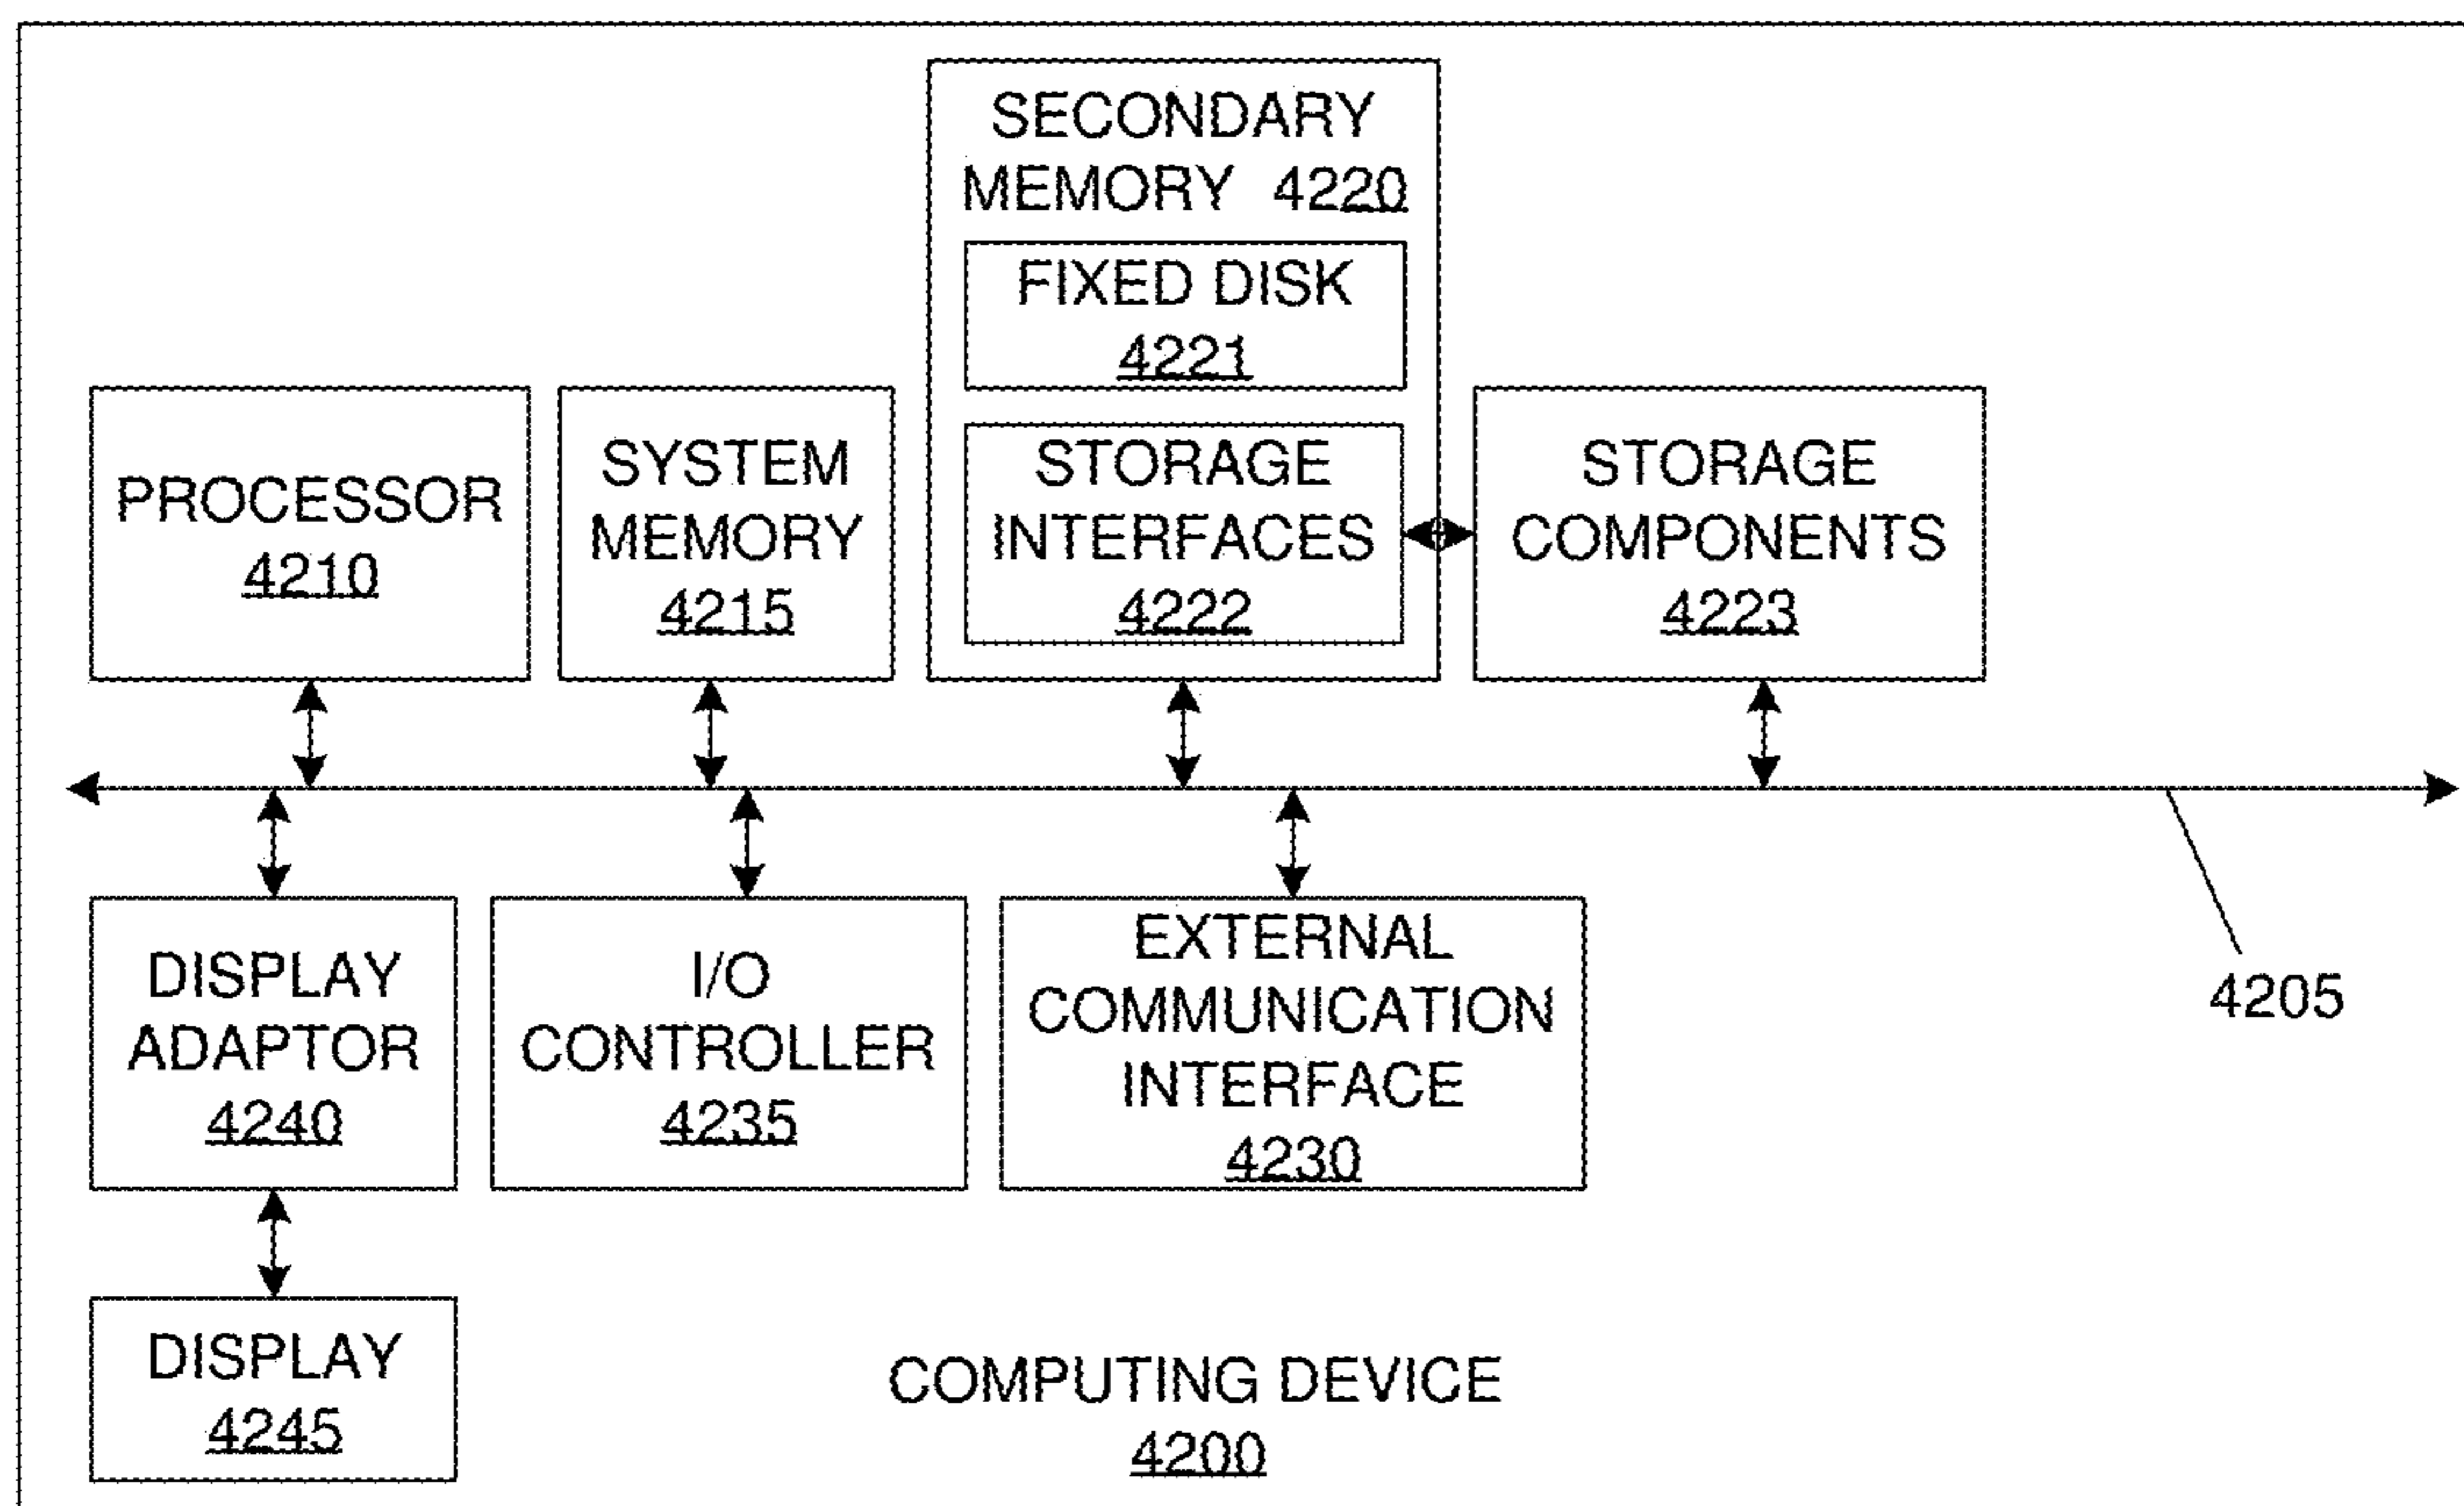 SECONDARY
MEMORY 4220
FIXED DISK
4221
PROCESSOR
4210
SYSTEM
MEMORY
4215
STORAGE
INTERFACES
4222
STORAGE
COMPONENTS
4223
DISPLAY
ADAPTOR
4240
I/O
CONTROLLER
4235
EXTERNAL
COMMUNICATION
INTERFACE
4230
4205
DISPLAY
4245
COMPUTING DEVICE
4200